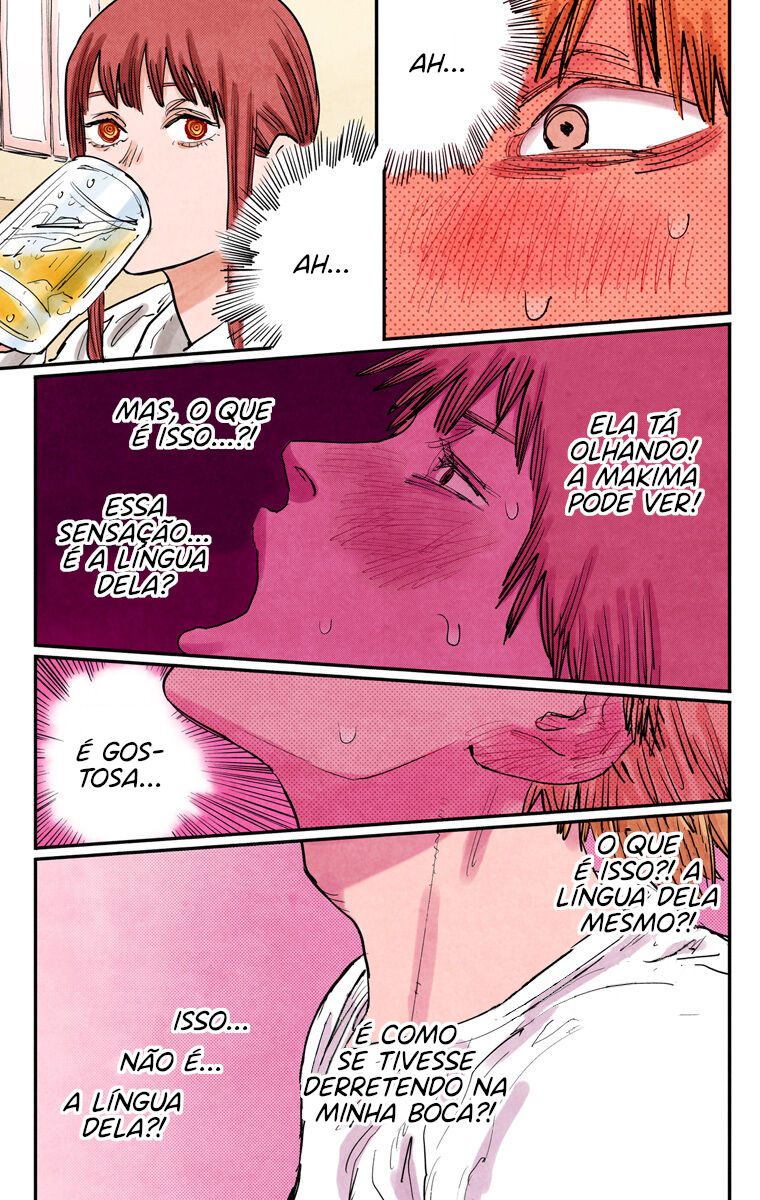 AH...
AH...
ELA TÁ
OLHANDO!
A MAKIMA
PODE VER!
MAS, O QUE
É ISSO...?!
ESSA
SENSAÇÃO...
É A LÍNGUA
DELA?
É GOS-
TOSA...
O QUE
É ISSO?! A
LÍNGUA DELA
MESMO?!
É COMO
SE TIVESSE
DERRETENDO NA
MINHA BOCA?!
ISSO...
NÃO É...
A LÍNGUA
DELA?!